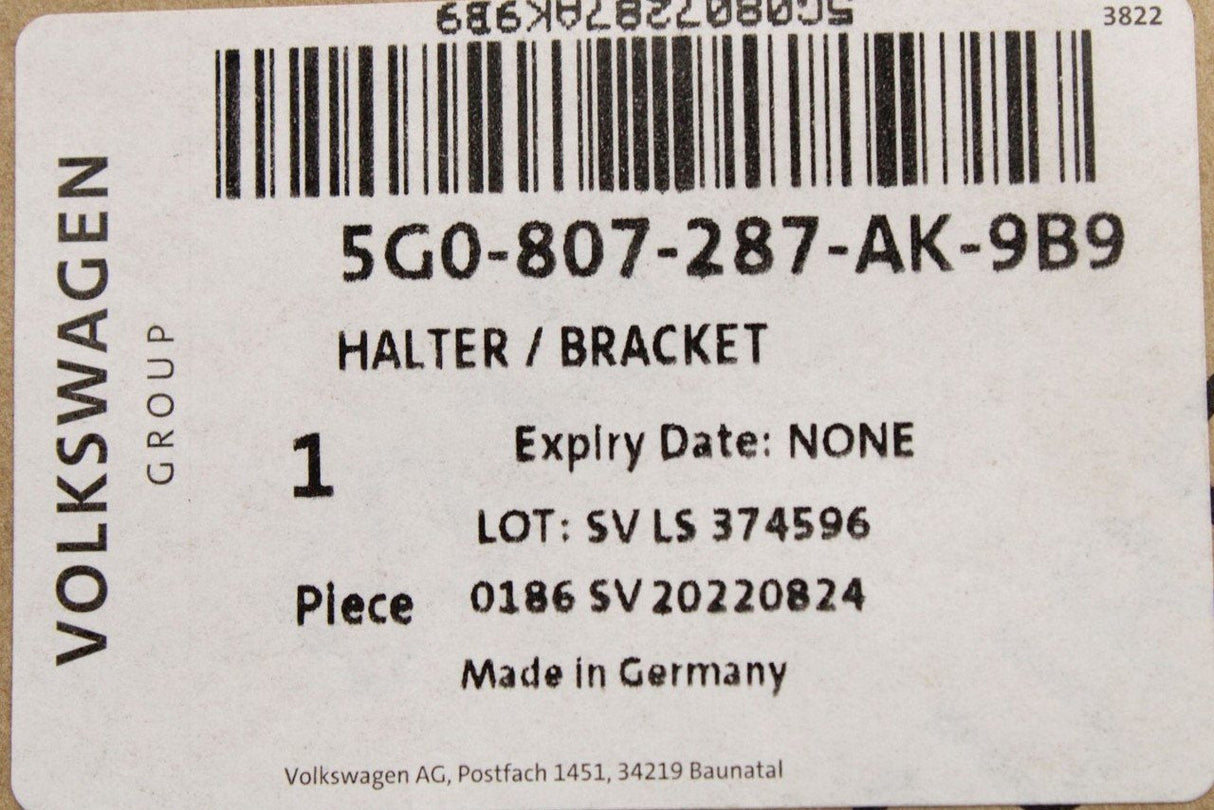 5G0807287AK9B9
3822
5G0-807-287-AK-9B9
HALTER / BRACKET
1
Expiry Date: NONE
LOT: SV LS 374596
Piece
0186 SV 20220824
Made in Germany
Volkswagen AG, Postfach 1451, 34219 Baunatal
VOLKSWAGEN
GROUP